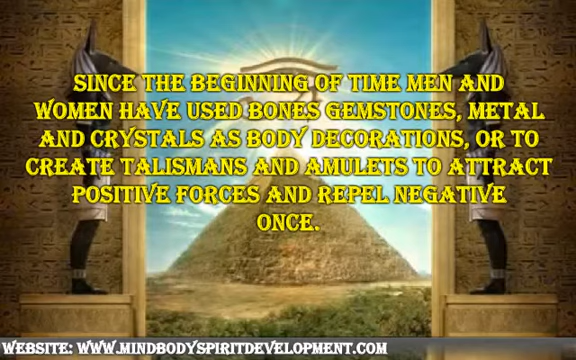 SINCE THE BEGINNING OF TIME MEN AND
WOMEN HAVE USED BONES GEMSTONES, METAL
AND CRYSTALS AS BODY DECORATIONS, OR TO
CREATE TALISMANS AND AMULETS TO ATTRACT
POSITIVE FORCES AND REPEL NEGATIVE
ONCE.
WEBSITE: WWW.MINDBODYSPIRITDEVELOPMENT.COM